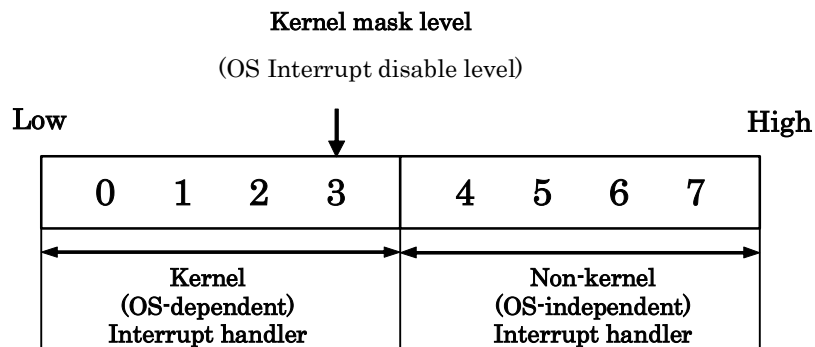 Kernel mask level
(OS Interrupt disable level)
Low
High
0 1 2 3 4 5 6 7
Kernel
(OS-dependent)
Interrupt handler
Non-kernel
(OS-independent)
Interrupt handler